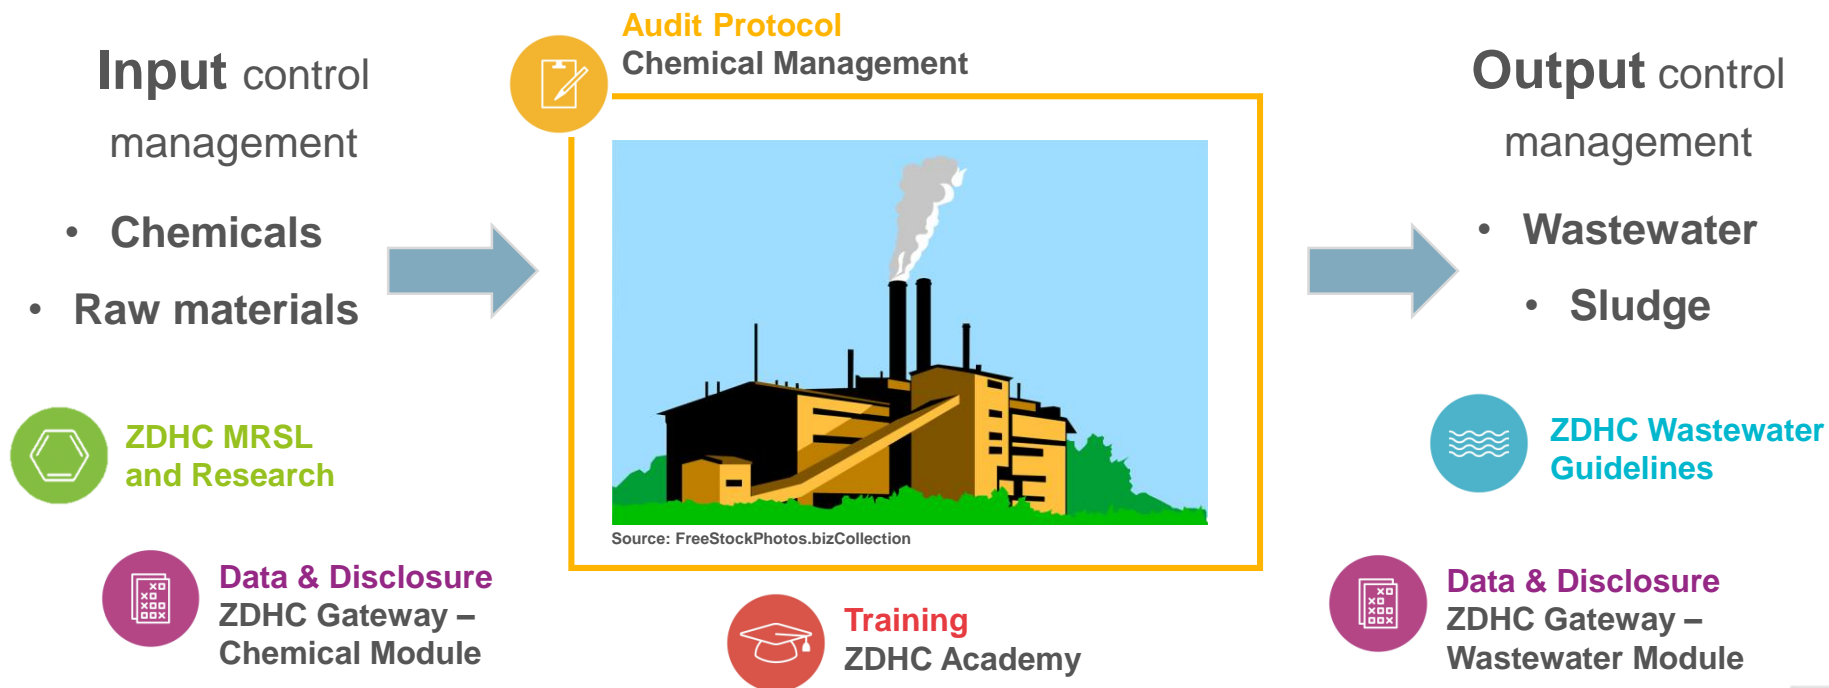 Input control
management
• Chemicals
• Raw materials
ZDHC MRSL
and Research
Data & Disclosure
ZDHC Gateway –
Chemical Module
Audit Protocol
Chemical Management
Source: FreeStockPhotos.bizCollection
Training
ZDHC Academy
Output control
management
• Wastewater
• Sludge
ZDHC Wastewater
Guidelines
Data & Disclosure
ZDHC Gateway –
Wastewater Module